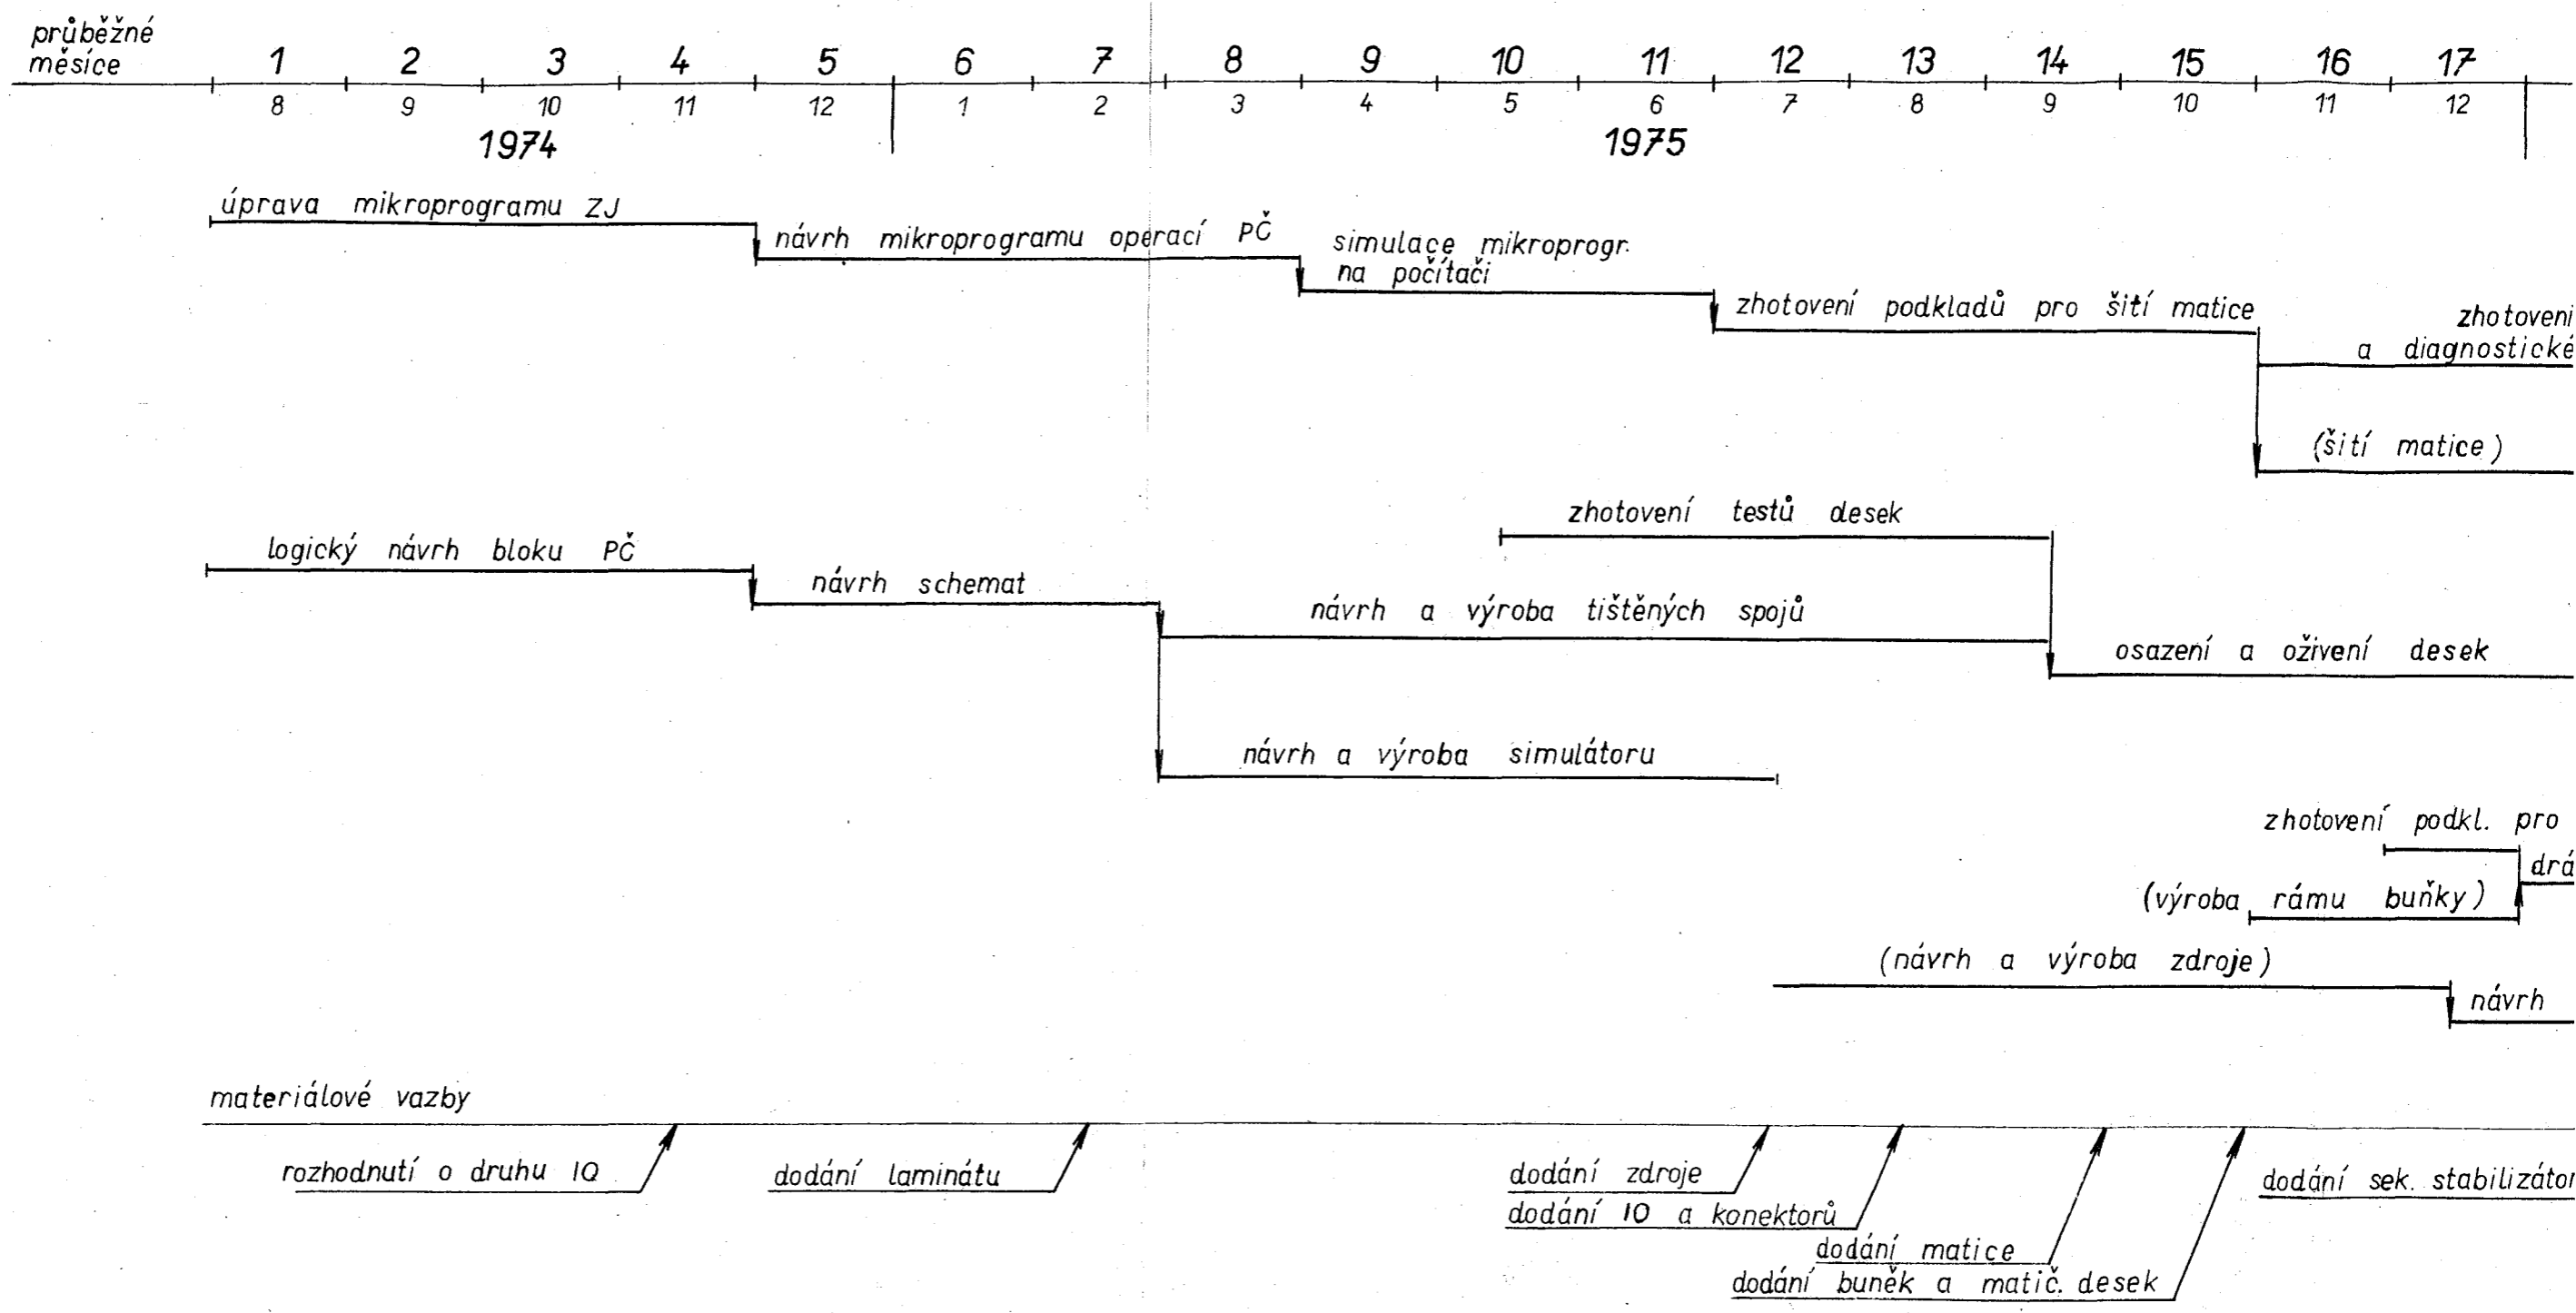 průběžné
měsíce
1 2 3 4 5 6 7 8 9 10 11 12 13 14 15 16 17
8 9 10 11 12 1 2 3 4 5 6 7 8 9 10 11 12
1974 1975
úprava mikroprogramu ZJ
návrh mikroprogramu operací PČ
simulace mikroprogr.
na počítači
zhotovení podkladů pro šití matice
zhotovení
a diagnostické
(šití matice)
zhotovení testů desek
logický návrh bloku PČ
návrh schemat
návrh a výroba tištěných spojů
osazení a oživení desek
návrh a výroba simulátoru
zhotovení podkl. pro
drá
(výroba rámu buňky)
(návrh a výroba zdroje)
návrh
materiálové vazby
rozhodnutí o druhu IO
dodání laminátu
dodání zdroje
dodání IO a konektorů
dodání matice
dodání buněk a matič. desek
dodání sek. stabilizátor